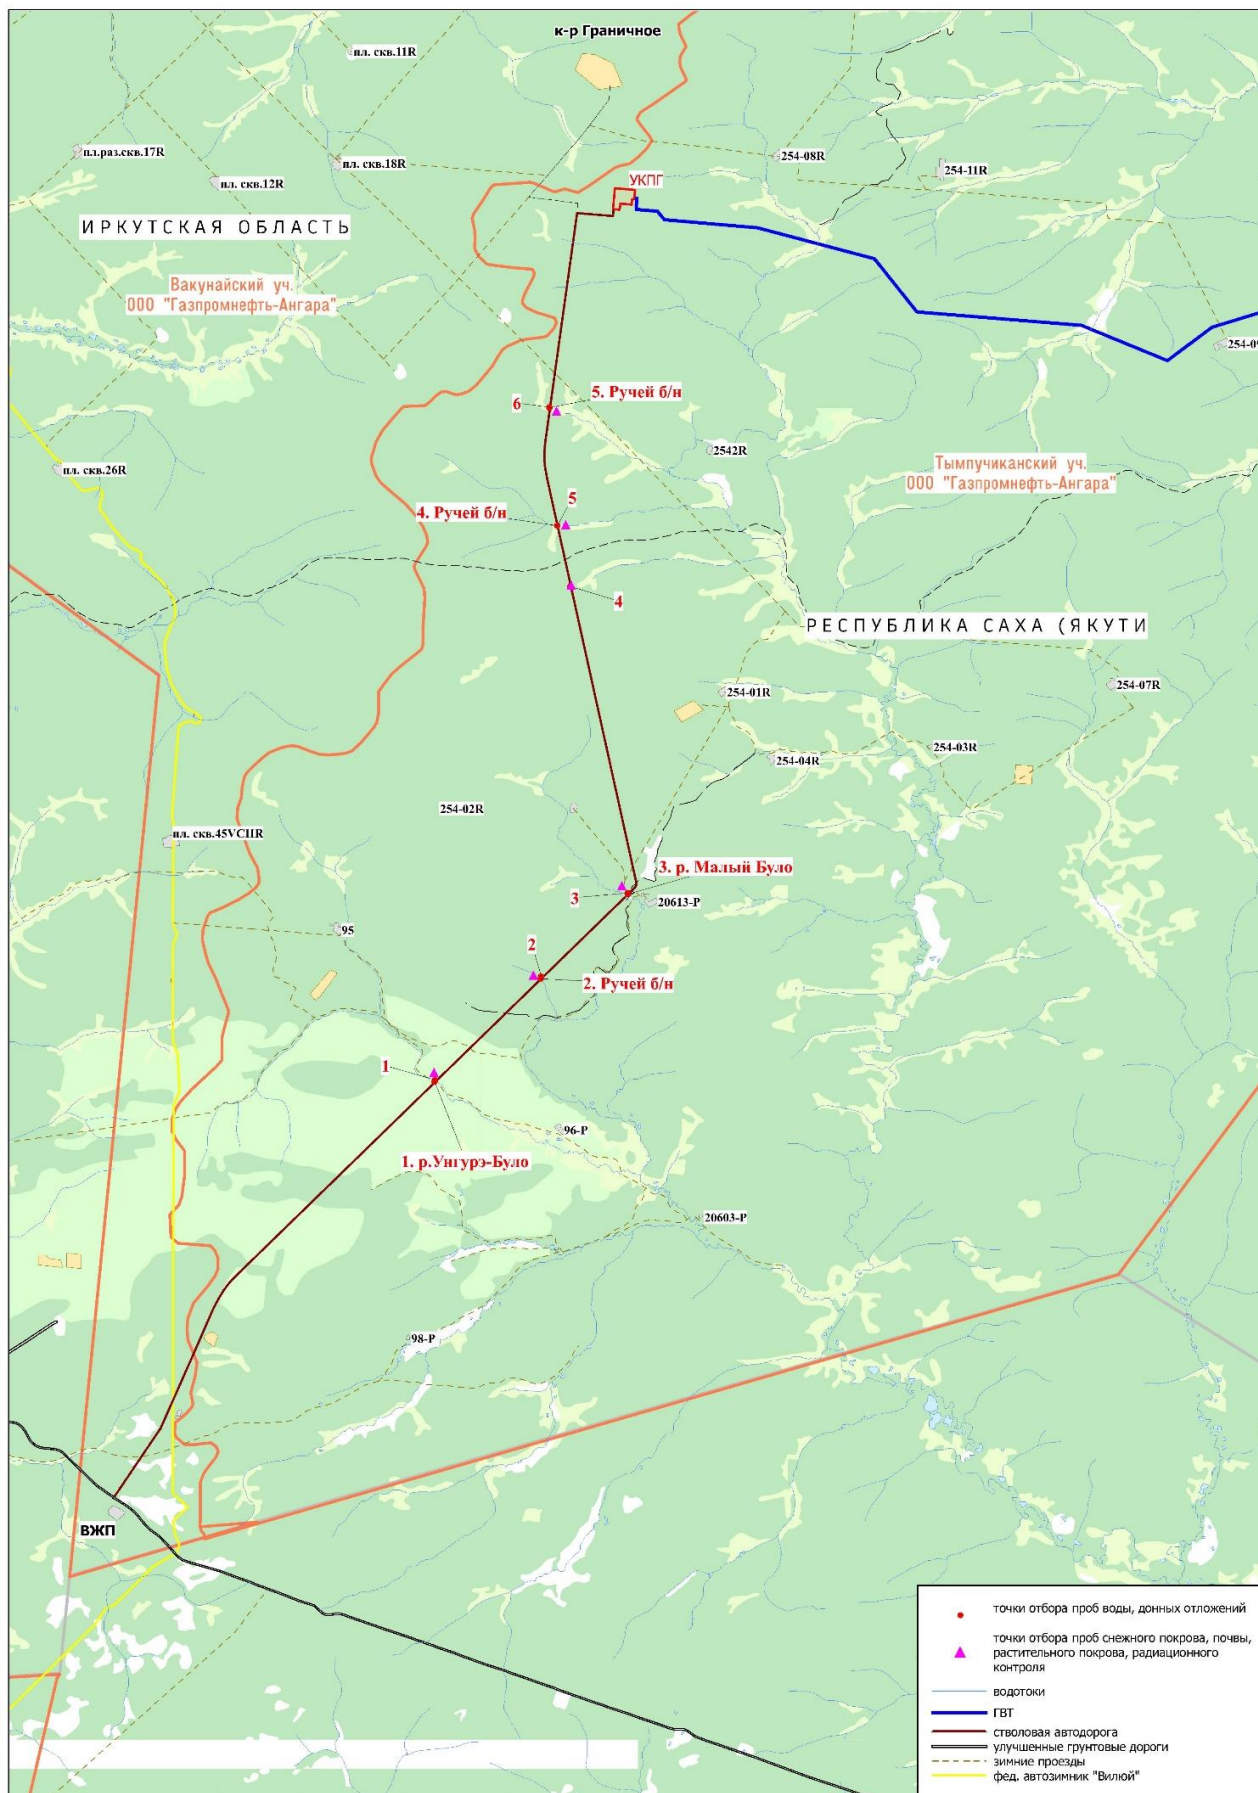 к-р Граничное
пл. скв.11R
пл.раз.скв.17R
пл. скв.18R
254-08R
254-11R
пл. скв.12R
УКПГ
ИРКУТСКАЯ ОБЛАСТЬ
Вакунайский уч.
ООО "Газпромнефть-Ангара"
254-09
6
5. Ручей б/н
2542R
пл. скв.26R
Тымпучиканский уч.
ООО "Газпромнефть-Ангара"
5
4. Ручей б/н
4
РЕСПУБЛИКА САХА (ЯКУТИ
254-07R
254-01R
254-03R
254-04R
254-02R
пл. скв.45VCIIR
3. р. Малый Було
3
20613-Р
95
2
2. Ручей б/н
1
96-Р
1. р.Унгурэ-Було
20603-Р
98-Р
ВЖП
точки отбора проб воды, донных отложений
точки отбора проб снежного покрова, почвы,
растительного покрова, радиационного
контроля
водотоки
ГВТ
стволовая автодорога
улучшенные грунтовые дороги
зимние проезды
фед. автозимник "Вилюй"